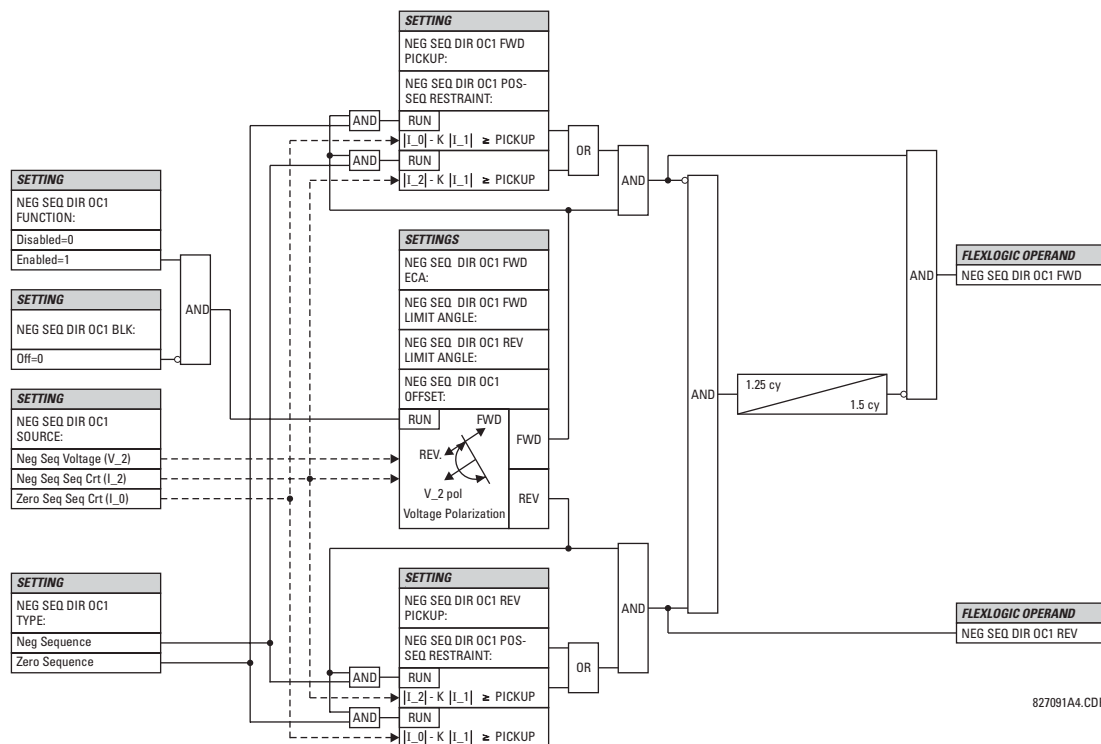 SETTING
NEG SEQ DIR OC1 FWD
PICKUP:
NEG SEQ DIR OC1 POS-
SEQ RESTRAINT:
AND
RUN
|I_0| - K |I_1| ≥ PICKUP
AND
RUN
|I_2| - K |I_1| ≥ PICKUP
OR
AND
SETTING
NEG SEQ DIR OC1
FUNCTION:
Disabled=0
Enabled=1
SETTING
NEG SEQ DIR OC1 BLK:
Off=0
AND
SETTING
NEG SEQ DIR OC1
SOURCE:
Neg Seq Voltage (V_2)
Neg Seq Seq Crt (I_2)
Zero Seq Seq Crt (I_0)
SETTING
NEG SEQ DIR OC1
TYPE:
Neg Sequence
Zero Sequence
SETTINGS
NEG SEQ DIR OC1 FWD
ECA:
NEG SEQ DIR OC1 FWD
LIMIT ANGLE:
NEG SEQ DIR OC1 REV
LIMIT ANGLE:
NEG SEQ DIR OC1
OFFSET:
RUN
FWD
REV.
V_2 pol
Voltage Polarization
FWD
REV
SETTING
NEG SEQ DIR OC1 REV
PICKUP:
NEG SEQ DIR OC1 POS-
SEQ RESTRAINT:
AND
RUN
|I_2| - K |I_1| ≥ PICKUP
AND
RUN
|I_0| - K |I_1| ≥ PICKUP
OR
AND
AND
1.25 cy
1.5 cy
AND
FLEXLOGIC OPERAND
NEG SEQ DIR OC1 FWD
FLEXLOGIC OPERAND
NEG SEQ DIR OC1 REV